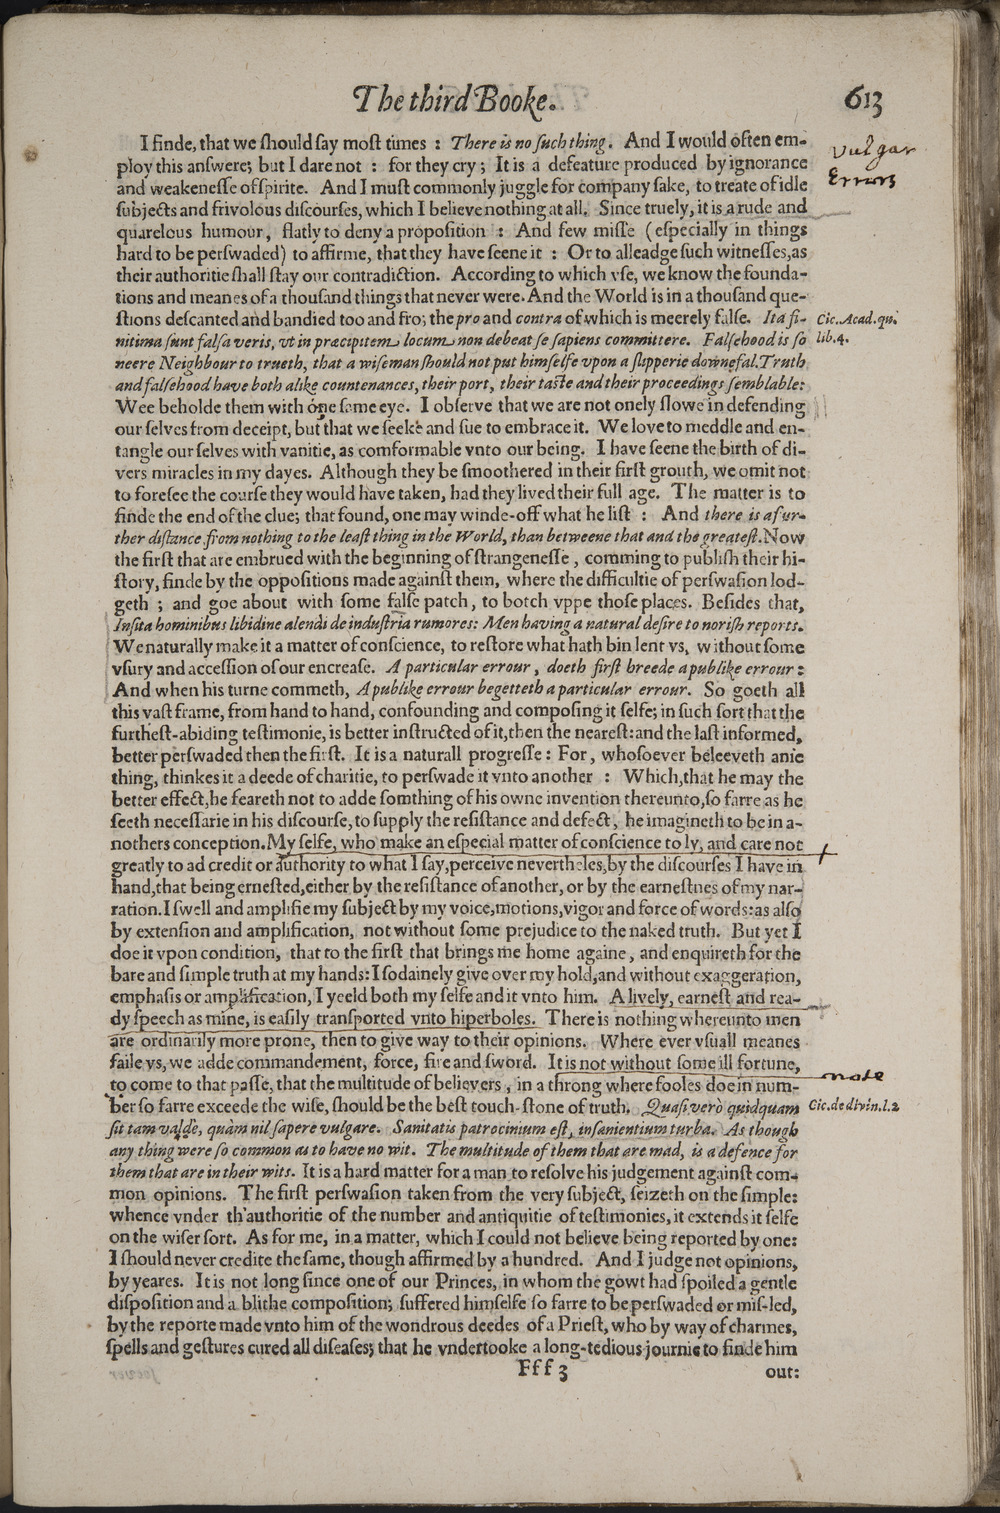 The third Booke.
613
I finde, that we ſhould ſay moſt times : There is no ſuch thing. And I would often em-
vulgar
ploy this anſwere; but I dare not : for they cry ; It is a defeature produced by ignorance
Errors
and weakeneſſe of ſpirite. And I muſt commonly juggle for company ſake, to treate of idle
ſubjects and frivolous diſcourſes, which I believe nothing at all. Since truely, it is a rude and
quarelous humour, flatly to deny a propoſition : And few miſſe (eſpecially in things
hard to be perſwaded) to affirme, that they have ſeene it : Or to alleadge ſuch witneſſes, as
their authoritie ſhall ſtay our contradiction. According to which vſe, we know the founda-
tions and meanes of a thouſand things that never were. And the World is in a thouſand que-
ſtions deſcanted and bandied too and fro; the pro and contra of which is meerely falſe. Ita fi-
Cic. Acad. qu.
nitima ſunt falſa veris, vt in præcipitem locum non debeat ſe ſapiens committere. Falſehood is ſo
lib. 4.
neere Neighbour to trueth, that a wiſeman ſhould not put himſelfe vpon a ſlipperie downefal. Truth
and falſehood have both alike countenances, their port, their taſte and their proceedings ſemblable:
Wee beholde them with one ſame eye. I obſerve that we are not onely ſlowe in defending
our ſelves from deceipt, but that we ſeeke and ſue to embrace it. We love to meddle and en-
tangle our ſelves with vanitie, as comformable vnto our being. I have ſeene the birth of di-
vers miracles in my dayes. Although they be ſmoothered in their firſt grouth, we omit not
to foreſee the courſe they would have taken, had they lived their full age. The matter is to
finde the end of the clue; that found, one may winde-off what he liſt : And there is a fur-
ther diſtance from nothing to the leaſt thing in the World, than betweene that and the greateſt. Now
the firſt that are embrued with the beginning of ſtrangeneſſe , comming to publiſh their hi-
ſtory, finde by the oppoſitions made againſt them, where the difficultie of perſwaſion lod-
geth ; and goe about with ſome falſe patch, to botch vppe thoſe places. Beſides that,
Inſita hominibus libidine alendi de induſtria rumores: Men having a natural deſire to noriſh reports.
We naturally make it a matter of conſcience, to reſtore what hath bin lent vs, without ſome
vſury and acceſſion of our encreaſe. A particular errour , doeth firſt breede a publike errour :
And when his turne commeth, A publike errour begetteth a particular errour. So goeth all
this vaſt frame, from hand to hand, confounding and compoſing it ſelfe; in ſuch ſort that the
furtheſt-abiding teſtimonie, is better inſtructed of it, then the neareſt: and the laſt informed,
better perſwaded then the firſt. It is a naturall progreſſe : For, whoſoever beleeveth anie
thing, thinkes it a deede of charitie, to perſwade it vnto another : Which, that he may the
better effect, he feareth not to adde ſomthing of his owne invention thereunto, ſo farre as he
ſeeth neceſſarie in his diſcourſe, to ſupply the reſiſtance and defect, he imagineth to be in a-
nothers conception. My ſelfe, who make an eſpecial matter of conſcience to ly, and care not
greatly to ad credit or authority to what I ſay, perceive nevertheles, by the diſcourſes I have in
hand, that being erneſted, either by the reſiſtance of another, or by the earneſtnes of my nar-
ration. I ſwell and amplifie my ſubject by my voice, motions, vigor and force of words: as alſo
by extenſion and amplification, not without ſome prejudice to the naked truth. But yet I
doe it vpon condition, that to the firſt that brings me home againe, and enquireth for the
bare and ſimple truth at my hands: I ſodainely give over my hold, and without exaggeration,
emphaſis or amplification, I yeeld both my ſelfe and it vnto him. A lively, earneſt and rea-
dy ſpeech as mine, is eaſily tranſported vnto hiperboles. There is nothing whereunto men
are ordinarily more prone, then to give way to their opinions. Where ever vſuall meanes
faile vs, we adde commandement, force, fire and ſword. It is not without ſome ill fortune,
to come to that paſſe, that the multitude of believers , in a throng where fooles doe in num-
note
ber ſo farre exceede the wiſe, ſhould be the beſt touch-ſtone of truth. Quaſi verò quidquam
Cic. de divin. l. 2
ſit tam valde, quàm nil ſapere vulgare. Sanitatis patrocinium eſt, inſanientium turba. As though
any thing were ſo common as to have no wit. The multitude of them that are mad, is a defence for
them that are in their wits. It is a hard matter for a man to reſolve his judgement againſt com-
mon opinions. The firſt perſwaſion taken from the very ſubject, ſeizeth on the ſimple:
whence vnder th'authoritie of the number and antiquitie of teſtimonies, it extends it ſelfe
on the wiſer ſort. As for me, in a matter, which I could not believe being reported by one:
I ſhould never credite the ſame, though affirmed by a hundred. And I judge not opinions,
by yeares. It is not long ſince one of our Princes, in whom the gowt had ſpoiled a gentle
diſpoſition and a blithe compoſition; ſuffered himſelfe ſo farre to be perſwaded or miſ-led,
by the reporte made vnto him of the wondrous deedes of a Prieſt, who by way of charmes,
ſpells and geſtures cured all diſeaſes; that he vndertooke a long-tedious journie to finde him
Fff 3
out: